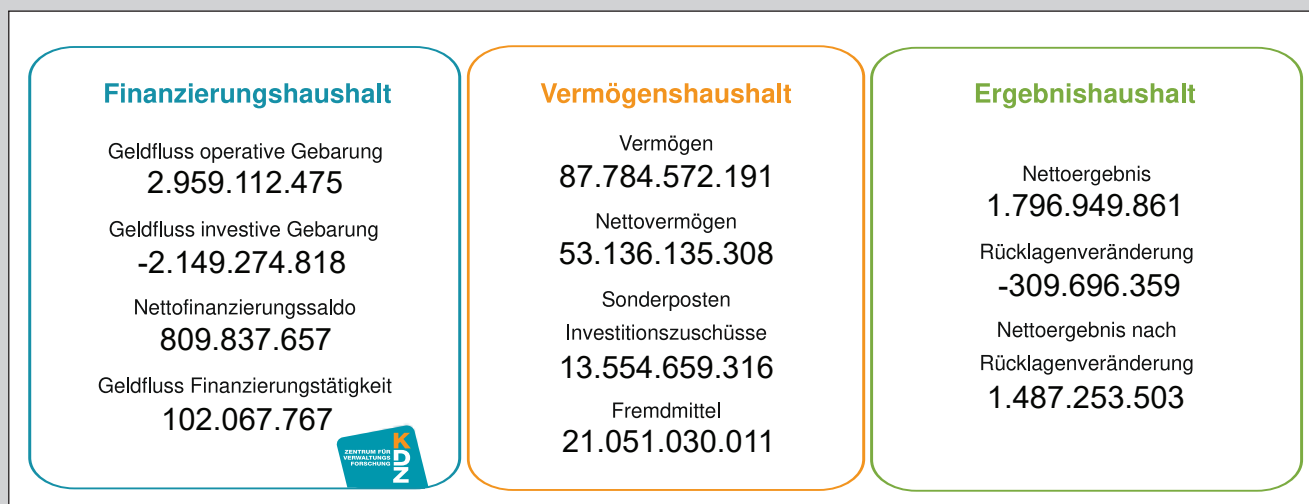 Finanzierungshaushalt
Geldfluss operative Gebarung
2.959.112.475
Geldfluss investive Gebarung
-2.149.274.818
Nettofinanzierungssaldo
809.837.657
Geldfluss Finanzierungstätigkeit
102.067.767
ZENTRUM FÜR
VERWALTUNGS
FORSCHUNG
KDZ
Vermögenshaushalt
Vermögen
87.784.572.191
Nettovermögen
53.136.135.308
Sonderposten
Investitionszuschüsse
13.554.659.316
Fremdmittel
21.051.030.011
Ergebnishaushalt
Nettoergebnis
1.796.949.861
Rücklagenveränderung
-309.696.359
Nettoergebnis nach
Rücklagenveränderung
1.487.253.503